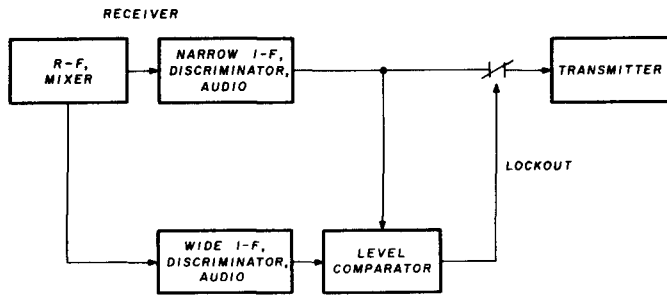 RECEIVER
R-F,
MIXER
NARROW I-F,
DISCRIMINATOR,
AUDIO
TRANSMITTER
LOCKOUT
WIDE I-F,
DISCRIMINATOR,
AUDIO
LEVEL
COMPARATOR